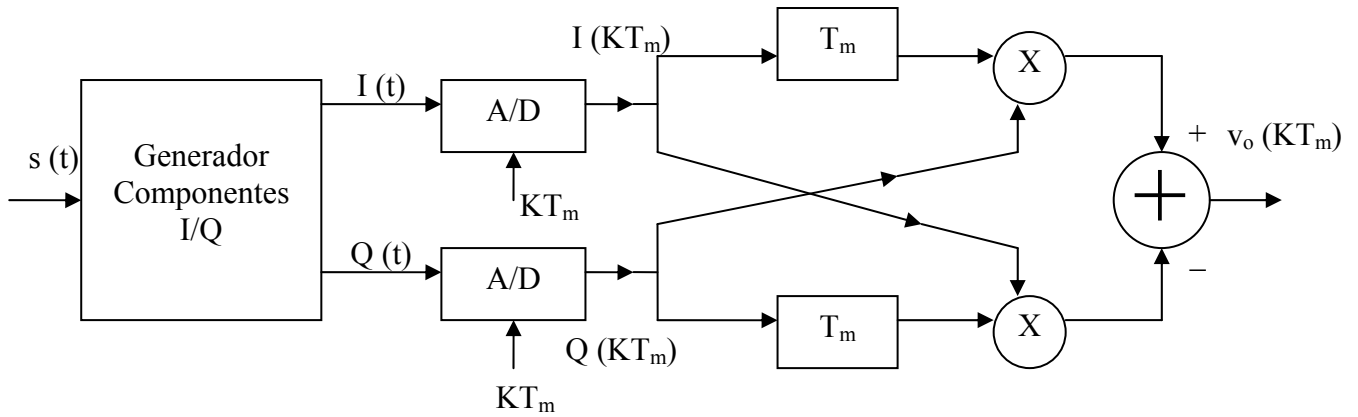 s (t)
Generador
Componentes
I/Q
I (t)
Q (t)
A/D
KTₘ
A/D
KTₘ
I (KTₘ)
Q (KTₘ)
Tₘ
Tₘ
X
X
+
+
−
vₒ (KTₘ)